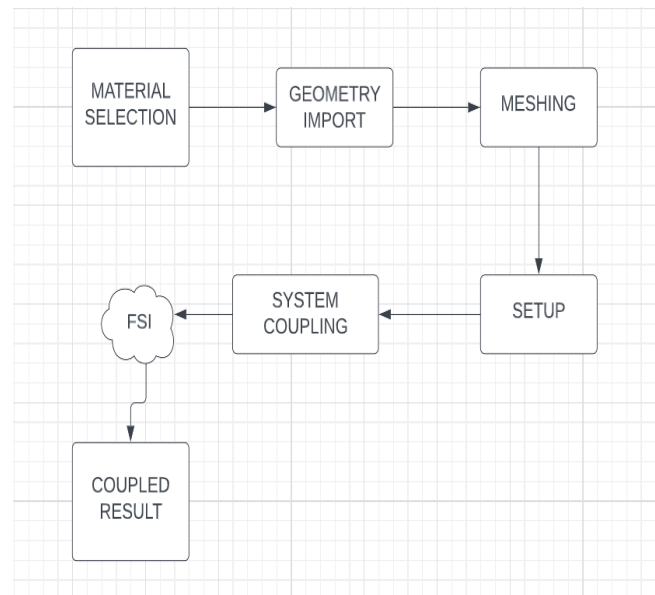 MATERIAL
SELECTION
GEOMETRY
IMPORT
MESHING
SETUP
SYSTEM
COUPLING
FSI
COUPLED
RESULT